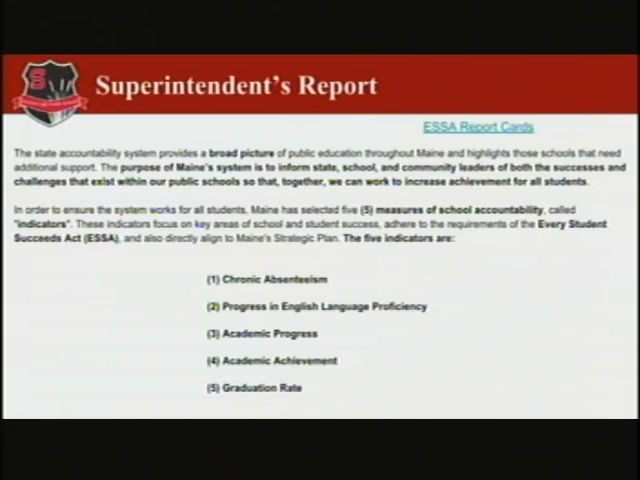 S
Superintendent's Report
ESSA Report Cards
The state accountability system provides a broad picture of public education throughout Maine and highlights those schools that need
additional support. The purpose of Maine's system is to inform state, school, and community leaders of both the successes and
challenges that exist within our public schools so that, together, we can work to increase achievement for all students.
In order to ensure the system works for all students, Maine has selected five (5) measures of school accountability, called
"indicators". These indicators focus on key areas of school and student success, adhere to the requirements of the Every Student
Succeeds Act (ESSA), and also directly align to Maine's Strategic Plan. The five indicators are:
(1) Chronic Absenteeism
(2) Progress in English Language Proficiency
(3) Academic Progress
(4) Academic Achievement
(5) Graduation Rate